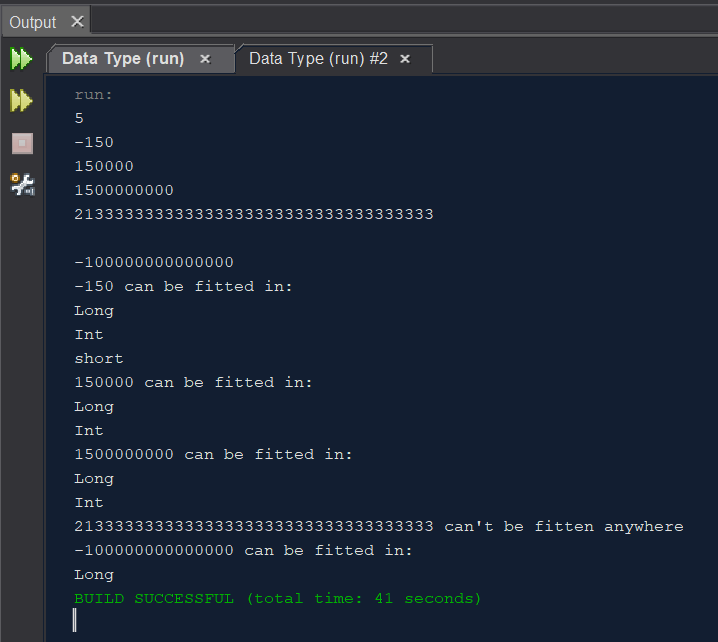 Output
Data Type (run)
Data Type (run) #2
run:
5
-150
150000
1500000000
213333333333333333333333333333333333
-100000000000000
-150 can be fitted in:
Long
Int
short
150000 can be fitted in:
Long
Int
1500000000 can be fitted in:
Long
Int
213333333333333333333333333333333333 can't be fitten anywhere
-100000000000000 can be fitted in:
Long
BUILD SUCCESSFUL (total time: 41 seconds)